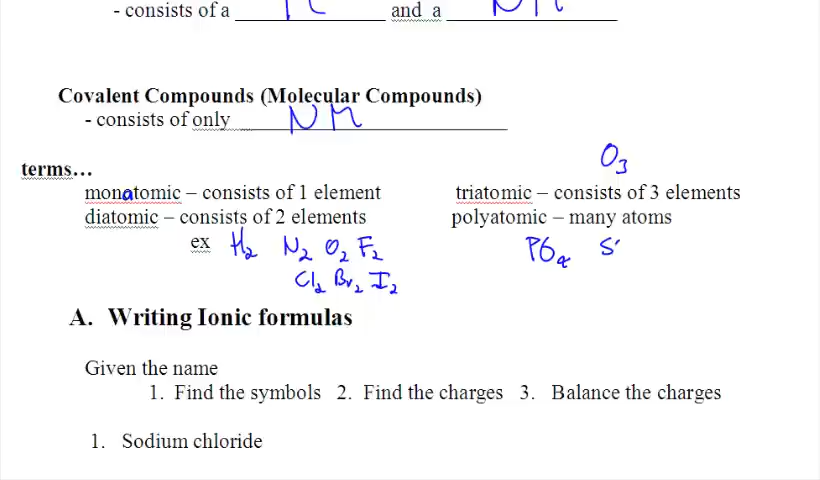 - consists of a and a
Covalent Compounds (Molecular Compounds)
- consists of only NM
O3
terms...
monatomic – consists of 1 element triatomic – consists of 3 elements
diatomic – consists of 2 elements polyatomic – many atoms
ex H2 N2 O2 F2 PO4 S
Cl2 Br2 I2
A. Writing Ionic formulas
Given the name
1. Find the symbols 2. Find the charges 3. Balance the charges
1. Sodium chloride